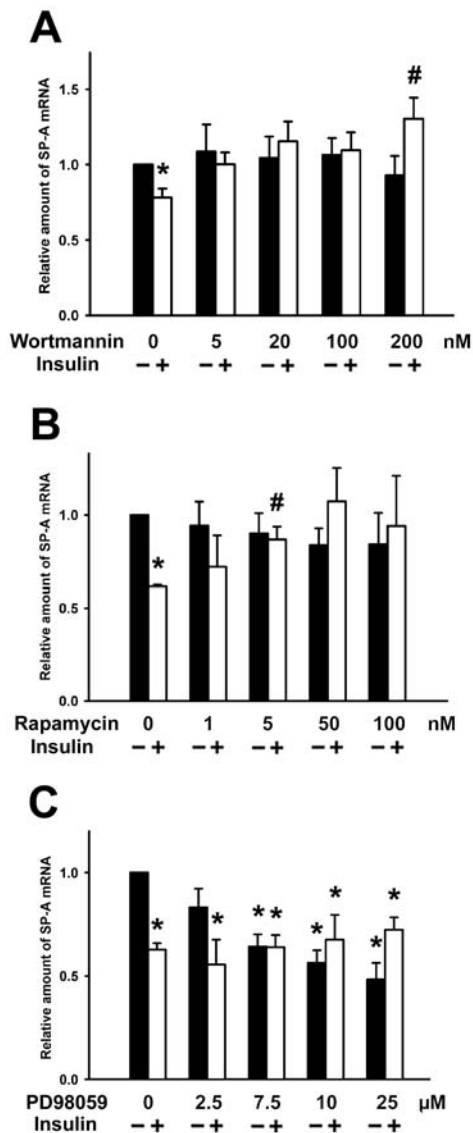 A
Relative amount of SP-A mRNA
1.5
1.0
0.5
0.0
*
#
Wortmannin 0 5 20 100 200 nM
Insulin − + − + − + − + − +
B
Relative amount of SP-A mRNA
1.0
0.5
0.0
*
#
Rapamycin 0 1 5 50 100 nM
Insulin − + − + − + − + − +
C
Relative amount of SP-A mRNA
1.0
0.5
0.0
* * * * * * * *
PD98059 0 2.5 7.5 10 25 µM
Insulin − + − + − + − + − +